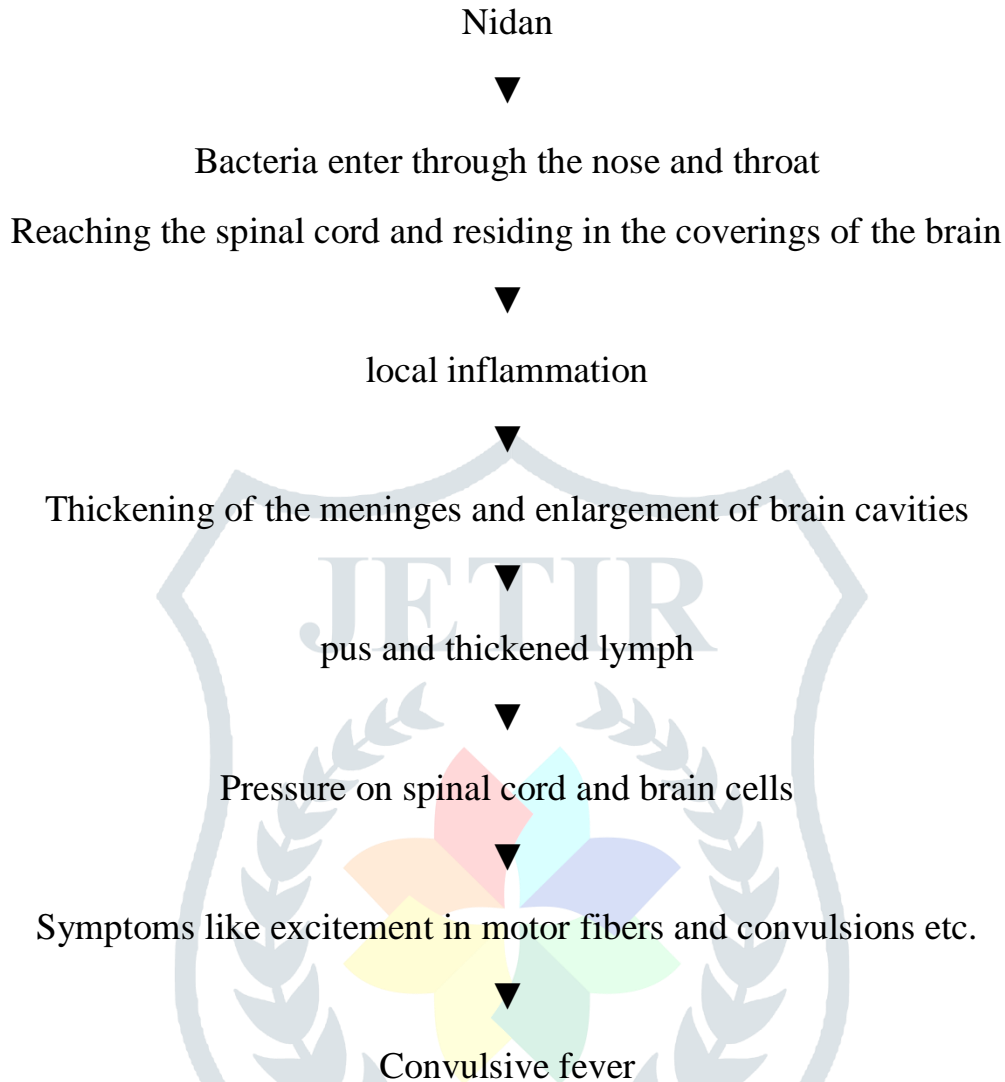 Nidan
▼
Bacteria enter through the nose and throat
Reaching the spinal cord and residing in the coverings of the brain
▼
local inflammation
▼
Thickening of the meninges and enlargement of brain cavities
JETIR
▼
pus and thickened lymph
▼
Pressure on spinal cord and brain cells
▼
Symptoms like excitement in motor fibers and convulsions etc.
▼
Convulsive fever